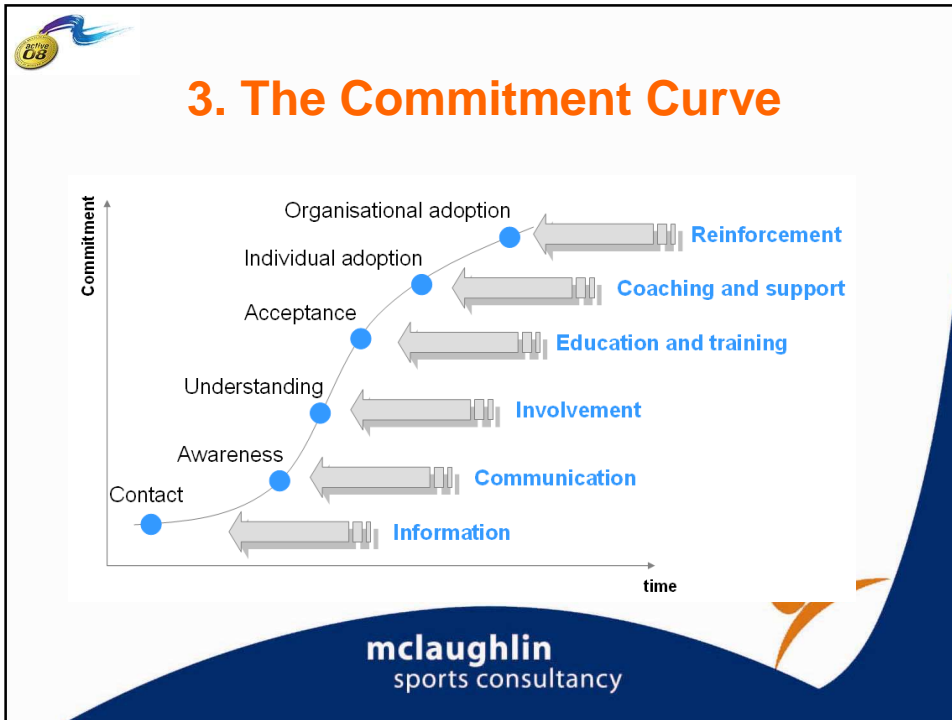 active
08
3. The Commitment Curve
Commitment
Organisational adoption
Reinforcement
Individual adoption
Coaching and support
Acceptance
Education and training
Understanding
Involvement
Awareness
Communication
Contact
Information
time
mclaughlin
sports consultancy